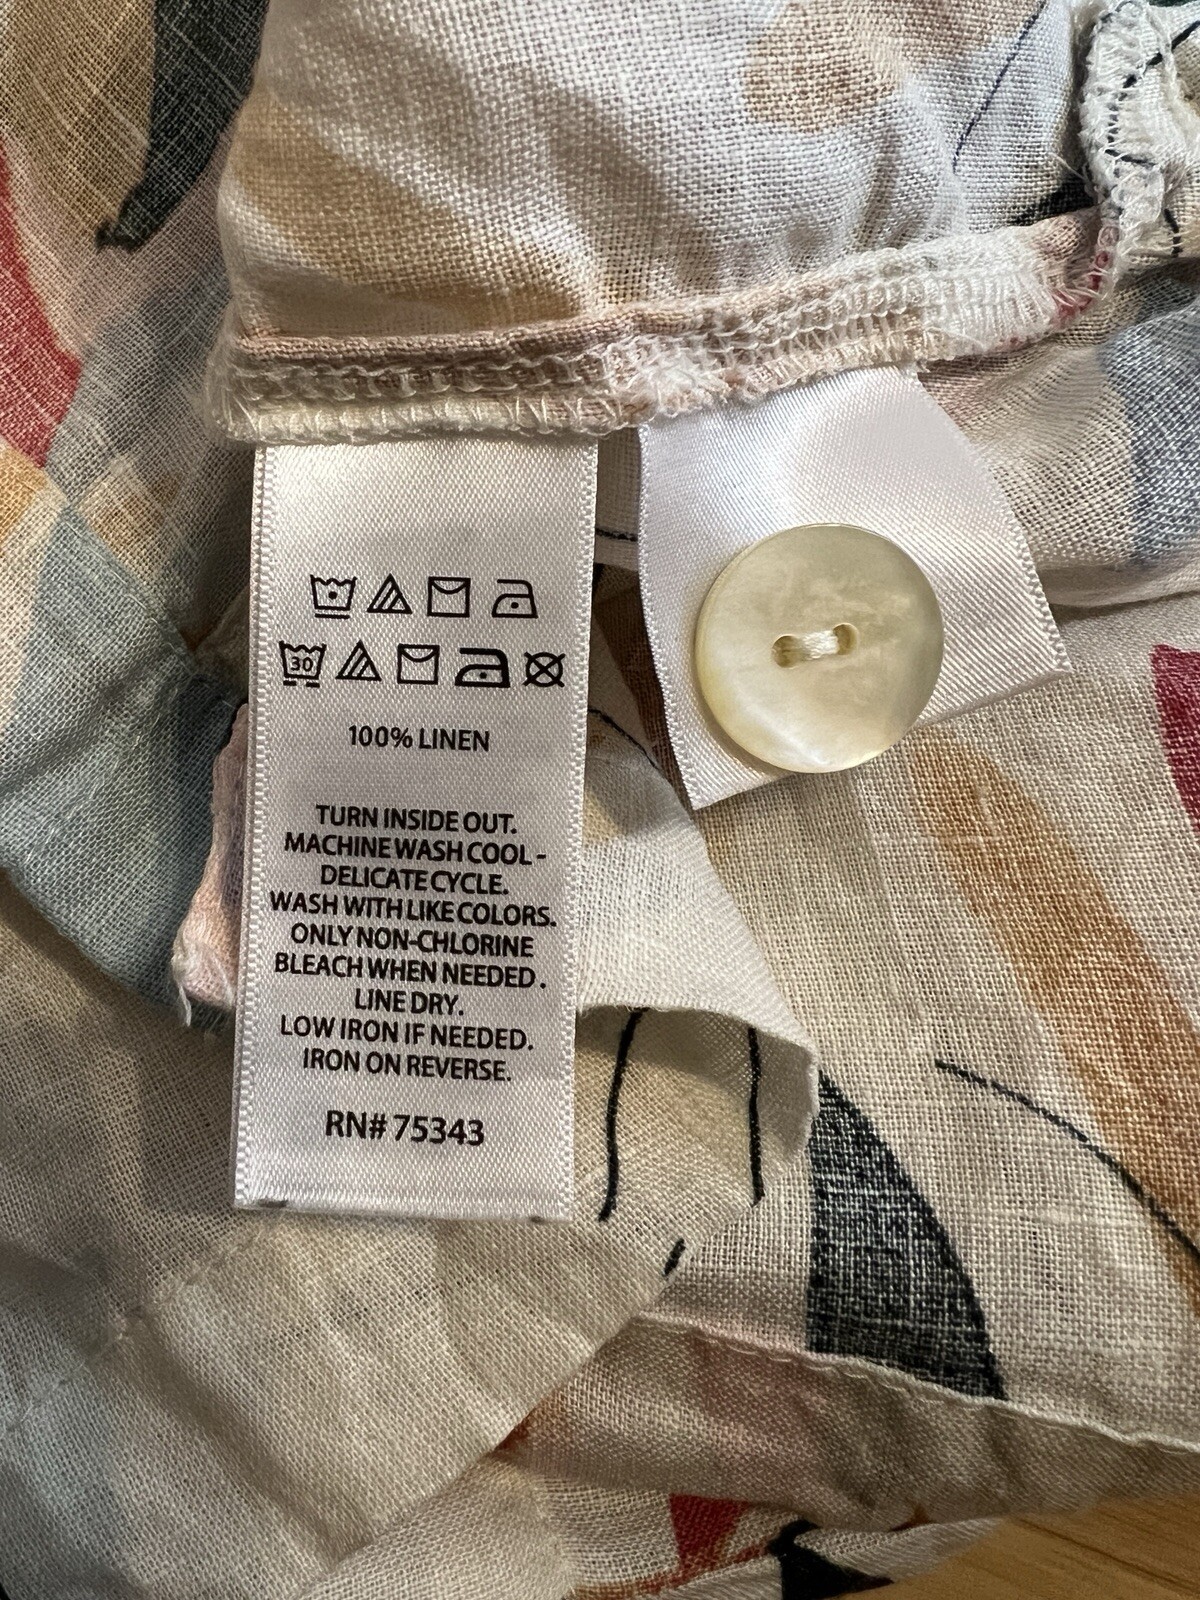 30
100% LINEN
TURN INSIDE OUT.
MACHINE WASH COOL -
DELICATE CYCLE.
WASH WITH LIKE COLORS.
ONLY NON-CHLORINE
BLEACH WHEN NEEDED.
LINE DRY.
LOW IRON IF NEEDED.
IRON ON REVERSE.
RN# 75343